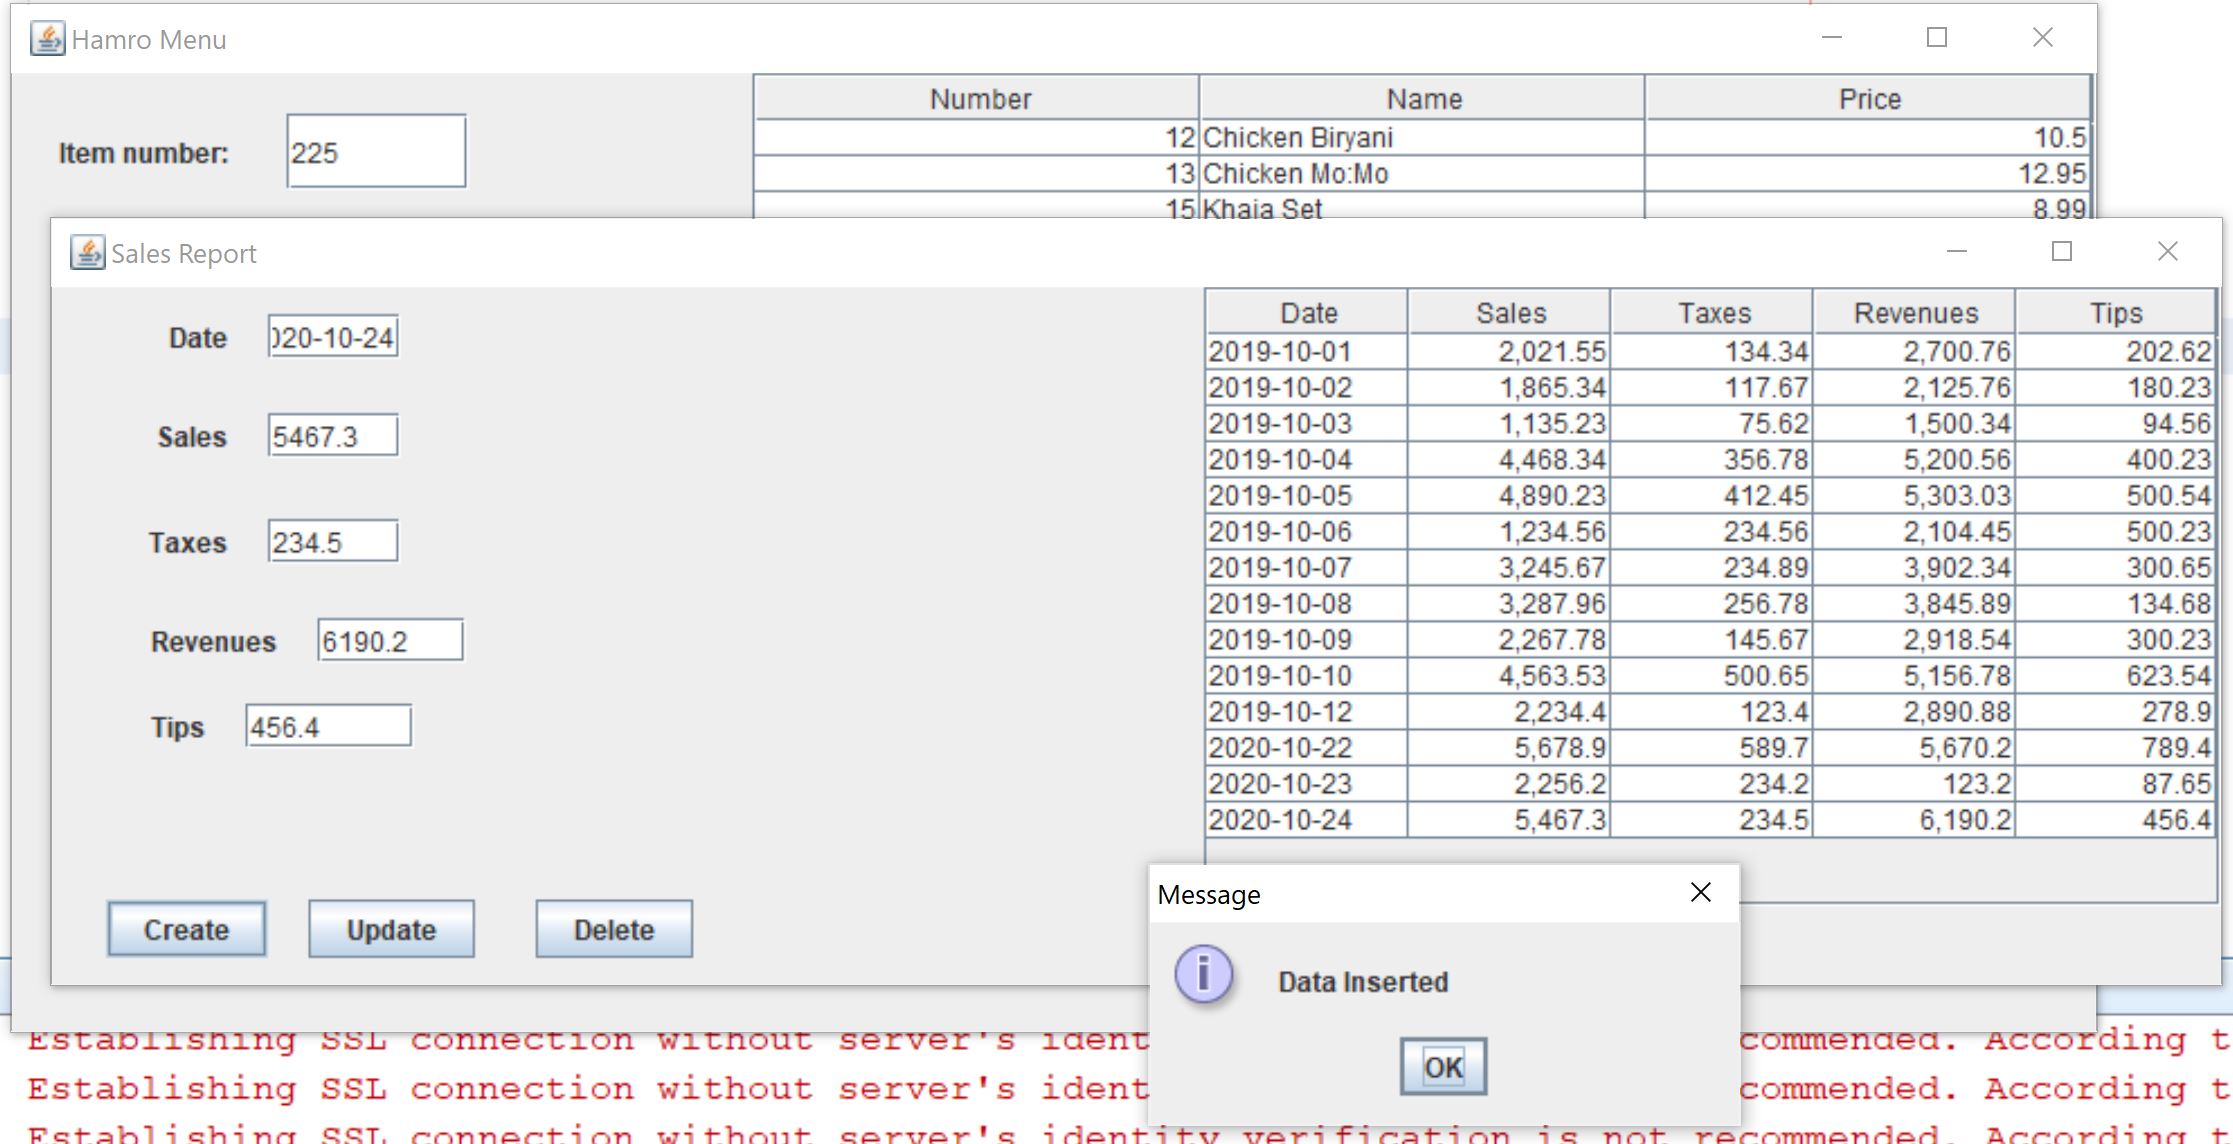 Hamro Menu
Number Name Price
Item number: 225
12 Chicken Biryani 10.5
13 Chicken Mo:Mo 12.95
15 Khaja Set 8.99
Sales Report
Date 020-10-24
Sales 5467.3
Taxes 234.5
Revenues 6190.2
Tips 456.4
Create Update Delete
Date Sales Taxes Revenues Tips
2019-10-01 2,021.55 134.34 2,700.76 202.62
2019-10-02 1,865.34 117.67 2,125.76 180.23
2019-10-03 1,135.23 75.62 1,500.34 94.56
2019-10-04 4,468.34 356.78 5,200.56 400.23
2019-10-05 4,890.23 412.45 5,303.03 500.54
2019-10-06 1,234.56 234.56 2,104.45 500.23
2019-10-07 3,245.67 234.89 3,902.34 300.65
2019-10-08 3,287.96 256.78 3,845.89 134.68
2019-10-09 2,267.78 145.67 2,918.54 300.23
2019-10-10 4,563.53 500.65 5,156.78 623.54
2019-10-12 2,234.4 123.4 2,890.88 278.9
2020-10-22 5,678.9 589.7 5,670.2 789.4
2020-10-23 2,256.2 234.2 123.2 87.65
2020-10-24 5,467.3 234.5 6,190.2 456.4
Message
Data Inserted
OK
Establishing SSL connection without server's ident commended. According t
Establishing SSL connection without server's ident commended. According t
Establishing SSL connection without server's identity verification is not recommended. According t